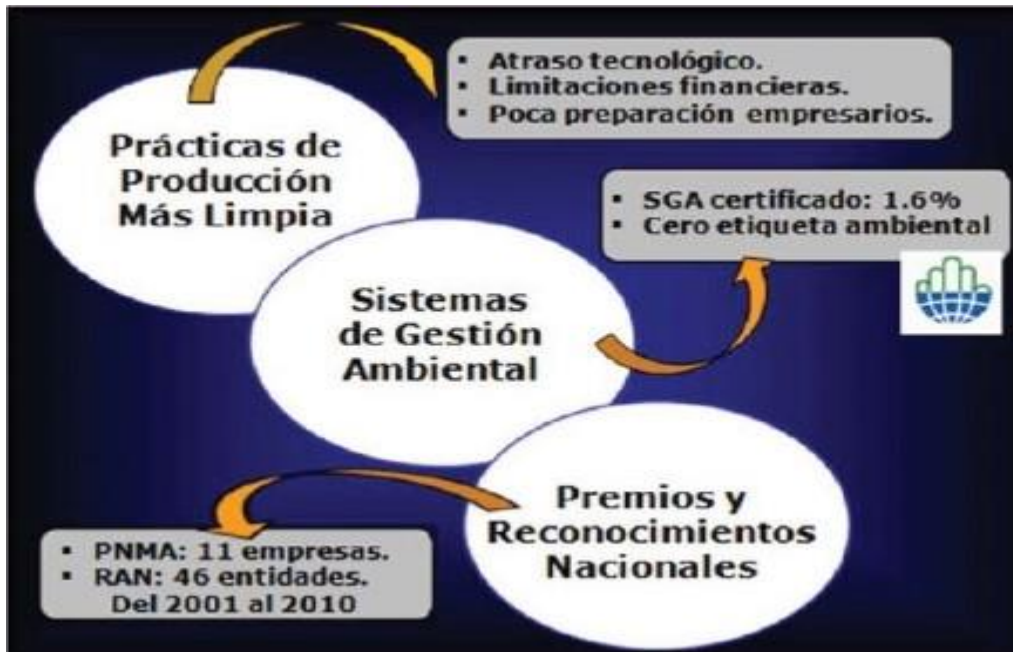 Prácticas de
Producción
Más Limpia
▪ Atraso tecnológico.
▪ Limitaciones financieras.
▪ Poca preparación empresarios.
Sistemas
de Gestión
Ambiental
▪ SGA certificado: 1.6%
▪ Cero etiqueta ambiental
Premios y
Reconocimientos
Nacionales
▪ PNMA: 11 empresas.
▪ RAN: 46 entidades.
Del 2001 al 2010